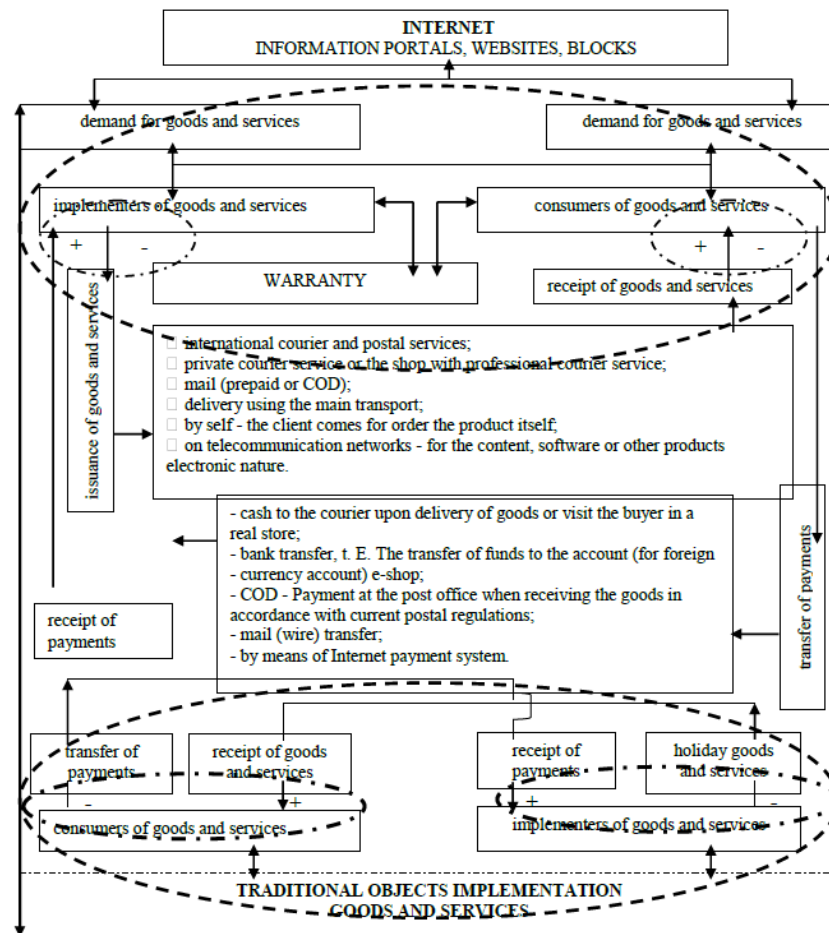 INTERNET
INFORMATION PORTALS, WEBSITES, BLOCKS
demand for goods and services
demand for goods and services
implementers of goods and services
consumers of goods and services
+ -
+ -
WARRANTY
receipt of goods and services
issuance of goods and services
□ international courier and postal services;
□ private courier service or the shop with professional courier service;
□ mail (prepaid or COD);
□ delivery using the main transport;
□ by self - the client comes for order the product itself;
□ on telecommunication networks - for the content, software or other products
electronic nature.
- cash to the courier upon delivery of goods or visit the buyer in a
real store;
- bank transfer, t. E. The transfer of funds to the account (for foreign
- currency account) e-shop;
- COD - Payment at the post office when receiving the goods in
accordance with current postal regulations;
- mail (wire) transfer;
- by means of Internet payment system.
transfer of payments
receipt of
payments
transfer of
payments
receipt of goods
and services
receipt of
payments
holiday goods
and services
- +
+ -
consumers of goods and services
implementers of goods and services
TRADITIONAL OBJECTS IMPLEMENTATION
GOODS AND SERVICES